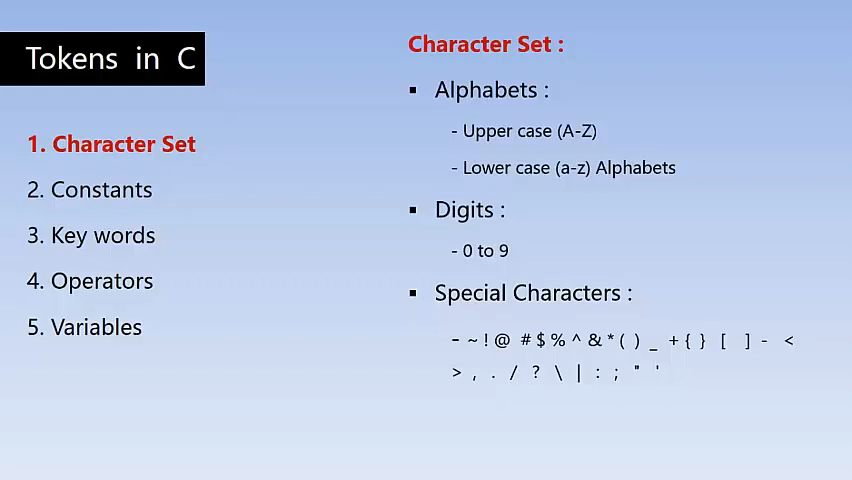 Tokens in C
1. Character Set
2. Constants
3. Key words
4. Operators
5. Variables
Character Set :
▪ Alphabets :
- Upper case (A-Z)
- Lower case (a-z) Alphabets
▪ Digits :
- 0 to 9
▪ Special Characters :
- ~ ! @ # $ % ^ & * ( ) _ + { } [ ] - <
> , . / ? \ | : ; " '